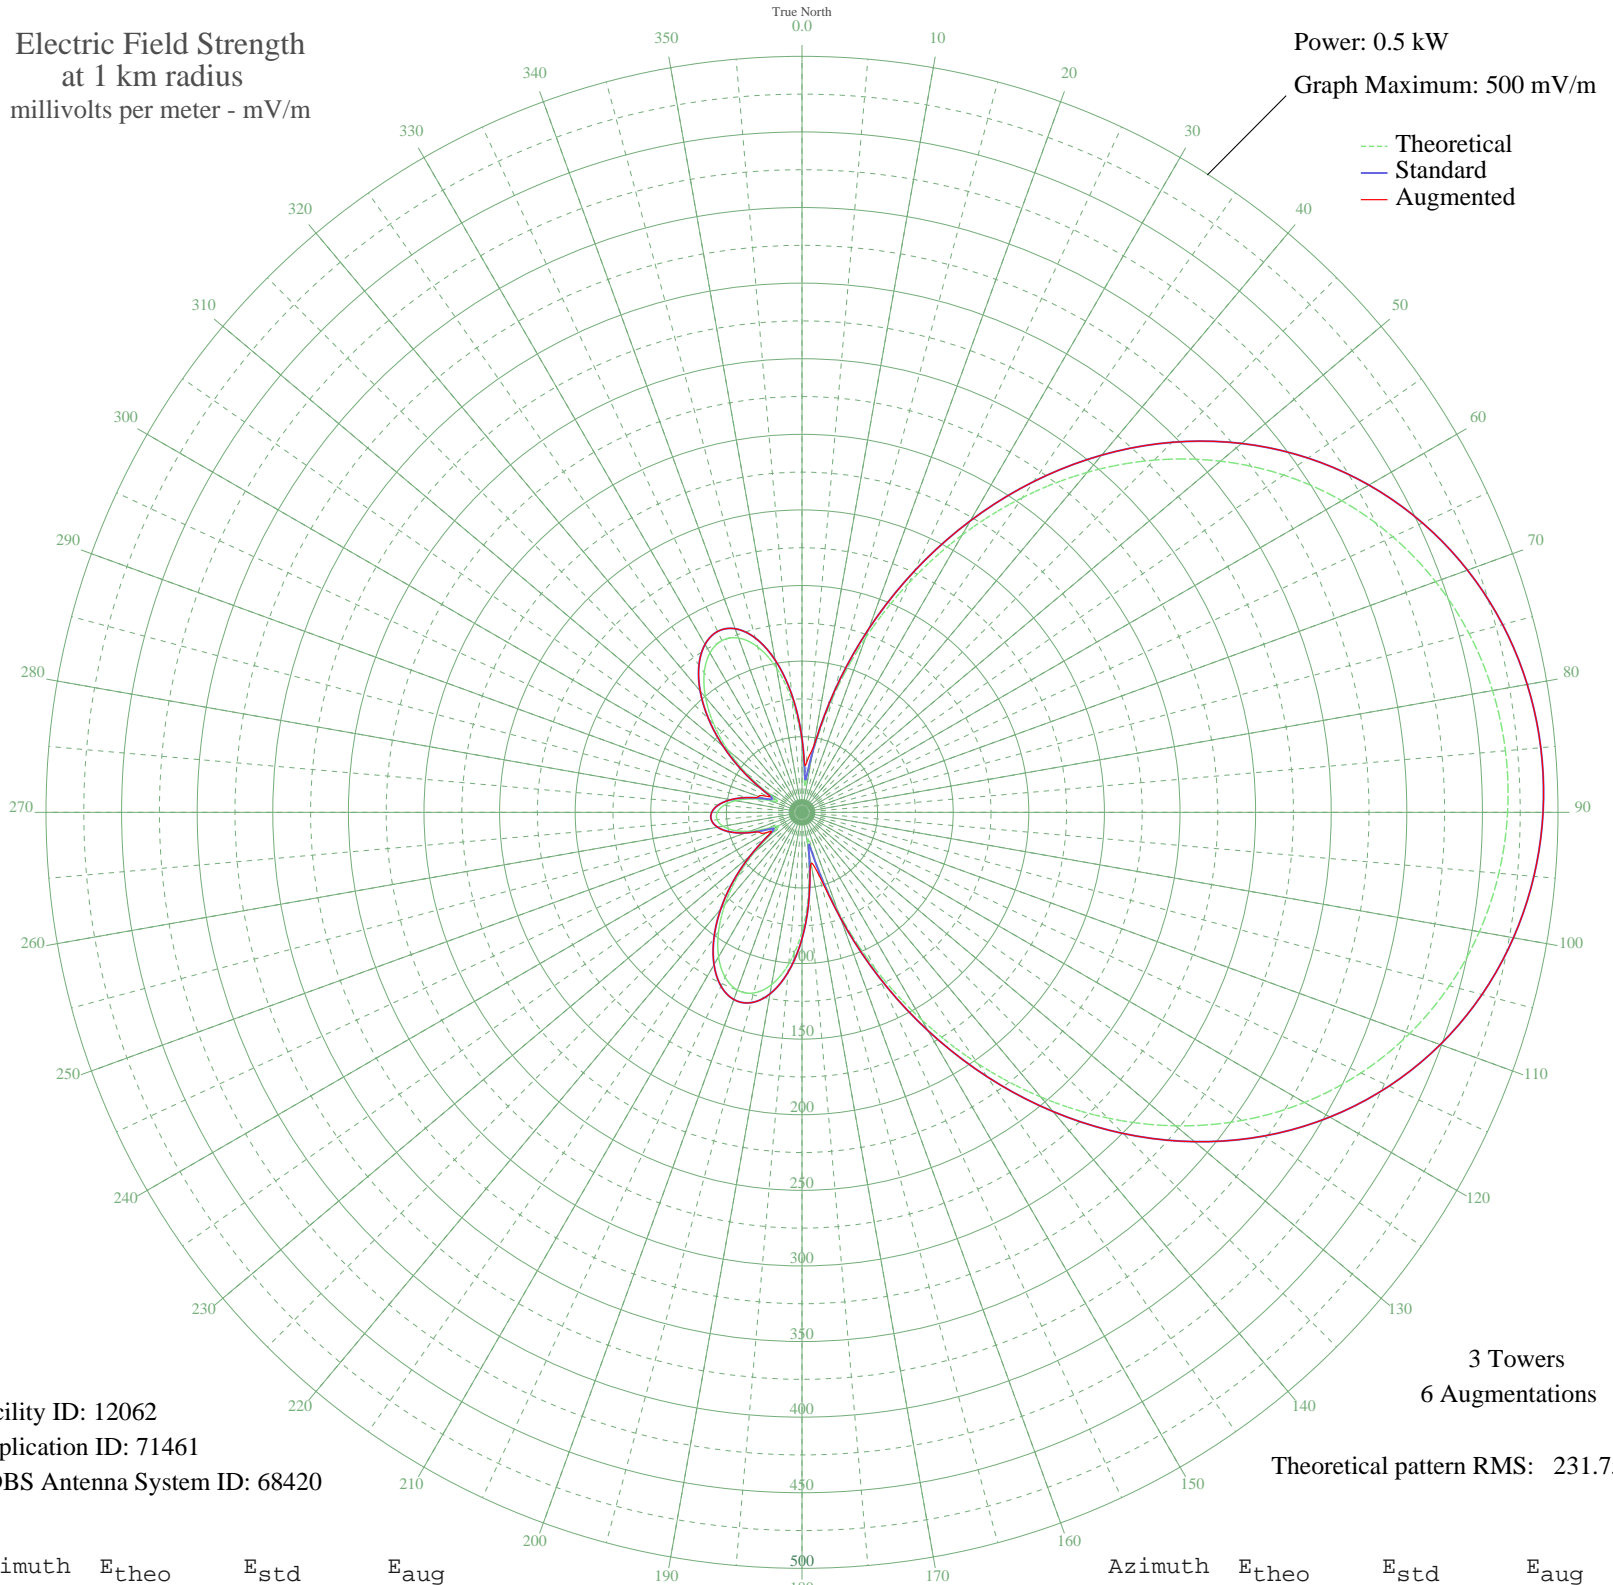 True North
0.0
Electric Field Strength
at 1 km radius
millivolts per meter - mV/m
Power: 0.5 kW
Graph Maximum: 500 mV/m
Theoretical
Standard
Augmented
10
20
30
40
50
60
70
80
90
100
110
120
130
140
150
160
170
190
200
210
220
230
240
250
260
270
280
290
300
310
320
330
340
350
150
200
250
300
350
400
450
500
3 Towers
6 Augmentations
Theoretical pattern RMS: 231.7
cility ID: 12062
plication ID: 71461
DBS Antenna System ID: 68420
imuth Etheo Estd Eaug
Azimuth Etheo Estd Eaug